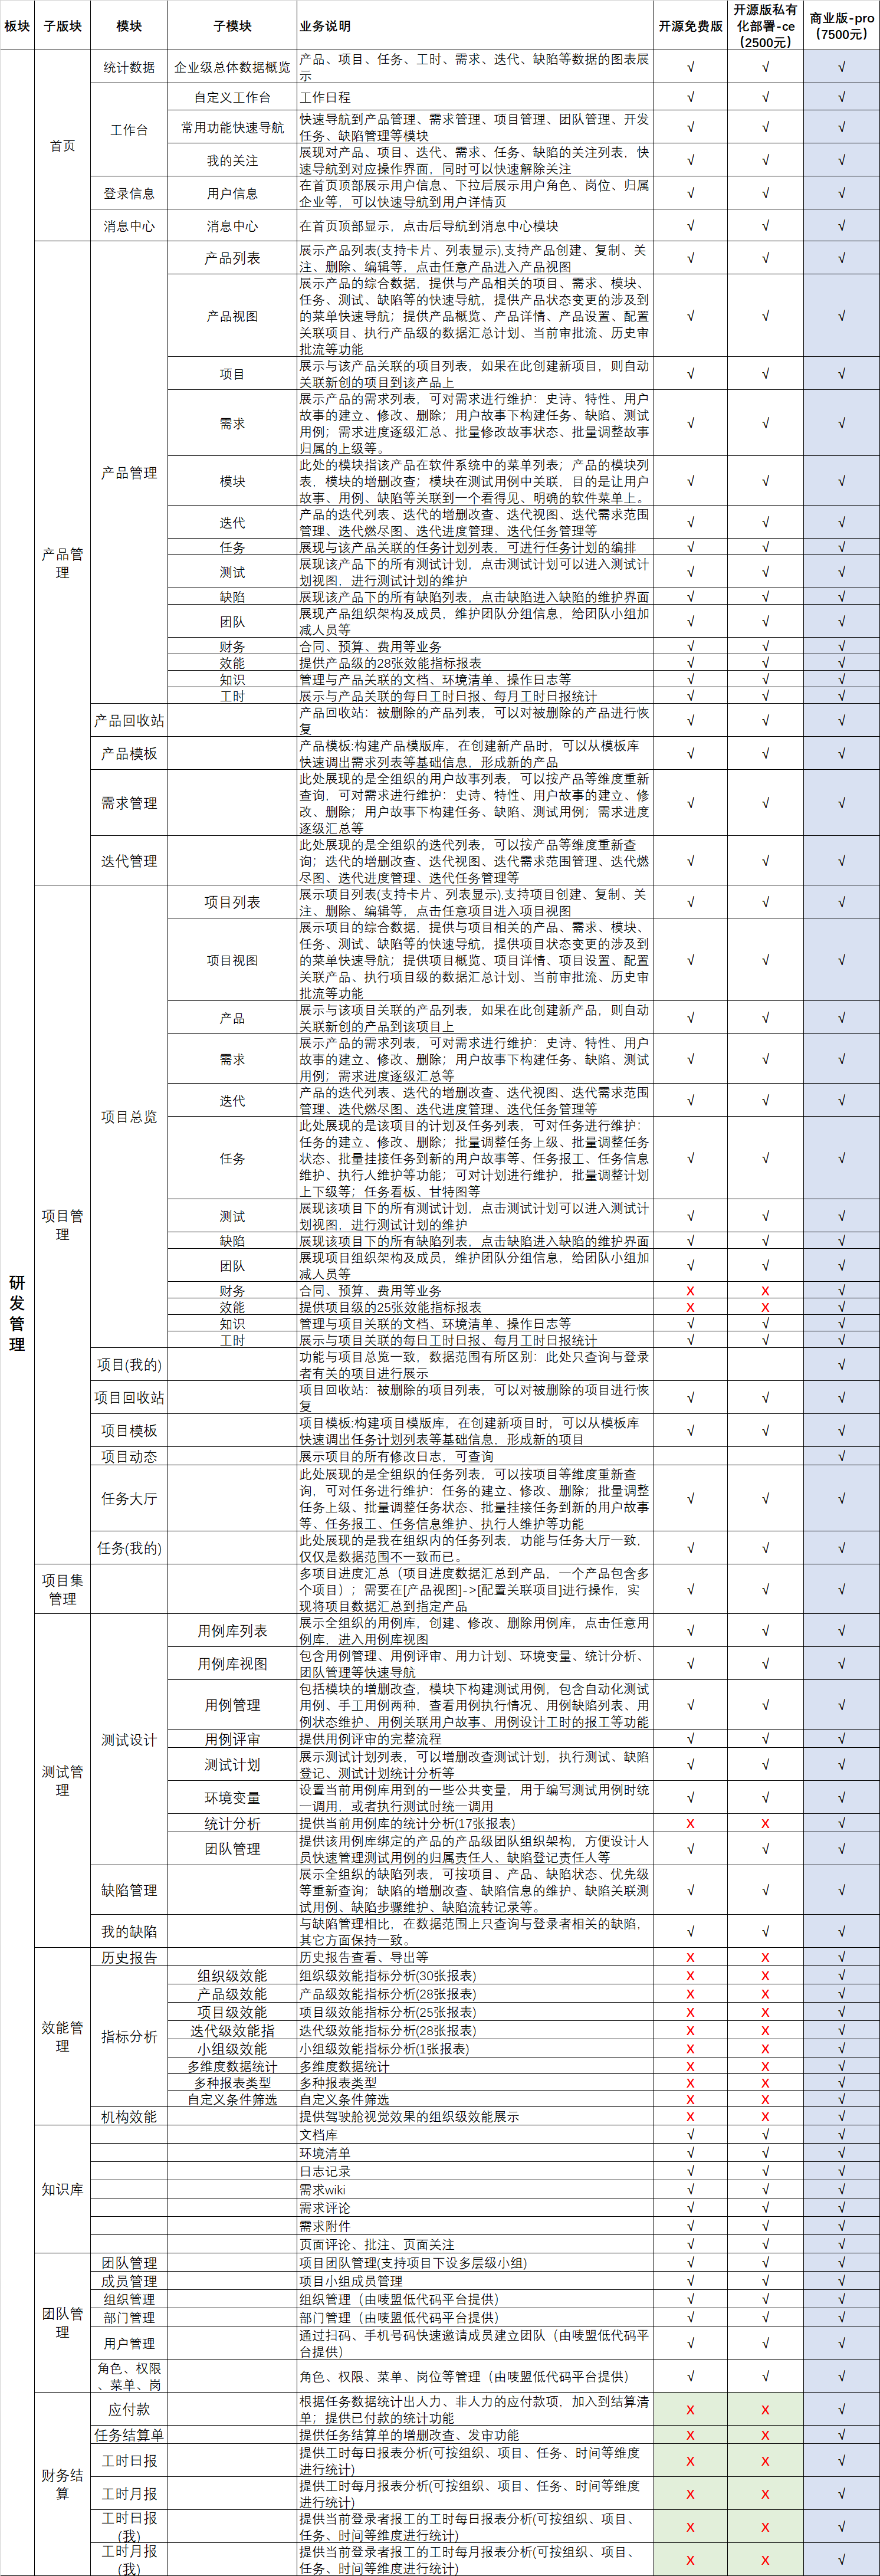 板块 子版块 模块 子模块 业务说明 开源免费版 开源版私有化部署-ce (2500元) 商业版-pro (7500元)
研发管理
首页
统计数据 企业级总体数据概览 产品、项目、任务、工时、需求、迭代、缺陷等数据的图表展
示 √ √ √
工作台
自定义工作台 工作日程 √ √ √
常用功能快速导航 快速导航到产品管理、需求管理、项目管理、团队管理、开发
任务、缺陷管理等模块 √ √ √
我的关注 展现对产品、项目、迭代、需求、任务、缺陷的关注列表，快
速导航到对应操作界面，同时可以快速解除关注 √ √ √
登录信息 用户信息 在首页顶部展示用户信息、下拉后展示用户角色、岗位、归属
企业等，可以快速导航到用户详情页 √ √ √
消息中心 消息中心 在首页顶部显示，点击后导航到消息中心模块 √ √ √
产品管理
产品管理
产品列表 展示产品列表(支持卡片、列表显示),支持产品创建、复制、关
注、删除、编辑等，点击任意产品进入产品视图 √ √ √
产品视图 展示产品的综合数据，提供与产品相关的项目、需求、模块、
任务、测试、缺陷等的快速导航，提供产品状态变更的涉及到
的菜单快速导航；提供产品概览、产品详情、产品设置、配置
关联项目、执行产品级的数据汇总计划、当前审批流、历史审
批流等功能 √ √ √
项目 展示与该产品关联的项目列表，如果在此创建新项目，则自动
关联新创的项目到该产品上 √ √ √
需求 展示产品的需求列表，可对需求进行维护：史诗、特性、用户
故事的建立、修改、删除；用户故事下构建任务、缺陷、测试
用例；需求进度逐级汇总、批量修改故事状态、批量调整故事
归属的上级等。 √ √ √
模块 此处的模块指该产品在软件系统中的菜单列表；产品的模块列
表，模块的增删改查；模块在测试用例中关联，目的是让用户
故事、用例、缺陷等关联到一个看得见、明确的软件菜单上。 √ √ √
迭代 产品的迭代列表、迭代的增删改查、迭代视图、迭代需求范围
管理、迭代燃尽图、迭代进度管理、迭代任务管理等 √ √ √
任务 展现与该产品关联的任务计划列表，可进行任务计划的编排 √ √ √
测试 展现该产品下的所有测试计划，点击测试计划可以进入测试计
划视图，进行测试计划的维护 √ √ √
缺陷 展现该产品下的所有缺陷列表，点击缺陷进入缺陷的维护界面 √ √ √
团队 展现产品组织架构及成员，维护团队分组信息，给团队小组加
减人员等 √ √ √
财务 合同、预算、费用等业务 √ √ √
效能 提供产品级的28张效能指标报表 √ √ √
知识 管理与产品关联的文档、环境清单、操作日志等 √ √ √
工时 展示与产品关联的每日工时日报、每月工时日报统计 √ √ √
产品回收站 产品回收站：被删除的产品列表，可以对被删除的产品进行恢
复 √ √ √
产品模板 产品模板:构建产品模版库，在创建新产品时，可以从模板库
快速调出需求列表等基础信息，形成新的产品 √ √ √
需求管理 此处展现的是全组织的用户故事列表，可以按产品等维度重新
查询，可对需求进行维护：史诗、特性、用户故事的建立、修
改、删除；用户故事下构建任务、缺陷、测试用例；需求进度
逐级汇总等 √ √ √
迭代管理 此处展现的是全组织的迭代列表，可以按产品等维度重新查
询；迭代的增删改查、迭代视图、迭代需求范围管理、迭代燃
尽图、迭代进度管理、迭代任务管理等 √ √ √
项目管理
项目总览
项目列表 展示项目列表(支持卡片、列表显示),支持项目创建、复制、关
注、删除、编辑等，点击任意项目进入项目视图 √ √ √
项目视图 展示项目的综合数据，提供与项目相关的产品、需求、模块、
任务、测试、缺陷等的快速导航，提供项目状态变更的涉及到
的菜单快速导航；提供项目概览、项目详情、项目设置、配置
关联产品、执行项目级的数据汇总计划、当前审批流、历史审
批流等功能 √ √ √
产品 展示与该项目关联的产品列表，如果在此创建新产品，则自动
关联新创的产品到该项目上 √ √ √
需求 展示产品的需求列表，可对需求进行维护：史诗、特性、用户
故事的建立、修改、删除；用户故事下构建任务、缺陷、测试
用例；需求进度逐级汇总等 √ √ √
迭代 产品的迭代列表、迭代的增删改查、迭代视图、迭代需求范围
管理、迭代燃尽图、迭代进度管理、迭代任务管理等 √ √ √
任务 此处展现的是该项目的计划及任务列表，可对任务进行维护：
任务的建立、修改、删除；批量调整任务上级、批量调整任务
状态、批量挂接任务到新的用户故事等、任务报工、任务信息
维护、执行人维护等功能；可对计划进行维护，批量调整计划
上下级等；任务看板、甘特图等 √ √ √
测试 展现该项目下的所有测试计划，点击测试计划可以进入测试计
划视图，进行测试计划的维护 √ √ √
缺陷 展现该项目下的所有缺陷列表，点击缺陷进入缺陷的维护界面 √ √ √
团队 展现项目组织架构及成员，维护团队分组信息，给团队小组加
减人员等 √ √ √
财务 合同、预算、费用等业务 X X √
效能 提供项目级的25张效能指标报表 X X √
知识 管理与项目关联的文档、环境清单、操作日志等 √ √ √
工时 展示与项目关联的每日工时日报、每月工时日报统计 √ √ √
项目(我的) 功能与项目总览一致，数据范围有所区别：此处只查询与登录
者有关的项目进行展示 √
项目回收站 项目回收站：被删除的项目列表，可以对被删除的项目进行恢
复 √ √ √
项目模板 项目模板:构建项目模版库，在创建新项目时，可以从模板库
快速调出任务计划列表等基础信息，形成新的项目 √ √ √
项目动态 展示项目的所有修改日志，可查询 √
任务大厅 此处展现的是全组织的任务列表，可以按项目等维度重新查
询，可对任务进行维护：任务的建立、修改、删除；批量调整
任务上级、批量调整任务状态、批量挂接任务到新的用户故事
等、任务报工、任务信息维护、执行人维护等功能 √ √ √
任务(我的) 此处展现的是我在组织内的任务列表，功能与任务大厅一致，
仅仅是数据范围不一致而已。 √ √ √
项目集管理 多项目进度汇总（项目进度数据汇总到产品，一个产品包含多
个项目）；需要在[产品视图]->[配置关联项目]进行操作，实
现将项目数据汇总到指定产品 √ √ √
测试管理
测试设计
用例库列表 展示全组织的用例库，创建、修改、删除用例库，点击任意用
例库，进入用例库视图 √ √ √
用例库视图 包含用例管理、用例评审、用力计划、环境变量、统计分析、
团队管理等快速导航 √ √ √
用例管理 包括模块的增删改查，模块下构建测试用例，包含自动化测试
用例、手工用例两种，查看用例执行情况、用例缺陷列表、用
例状态维护、用例关联用户故事、用例设计工时的报工等功能 √ √ √
用例评审 提供用例评审的完整流程 √ √ √
测试计划 展示测试计划列表，可以增删改查测试计划，执行测试、缺陷
登记、测试计划统计分析等 √ √ √
环境变量 设置当前用例库用到的一些公共变量，用于编写测试用例时统
一调用，或者执行测试时统一调用 √ √ √
统计分析 提供当前用例库的统计分析(17张报表) X X √
团队管理 提供该用例库绑定的产品的产品级团队组织架构，方便设计人
员快速管理测试用例的归属责任人、缺陷登记责任人等 √ √ √
缺陷管理 展示全组织的缺陷列表，可按项目、产品、缺陷状态、优先级
等重新查询；缺陷的增删改查、缺陷信息的维护、缺陷关联测
试用例、缺陷步骤维护、缺陷流转记录等。 √ √ √
我的缺陷 与缺陷管理相比，在数据范围上只查询与登录者相关的缺陷，
其它方面保持一致。 √ √ √
效能管理
历史报告 历史报告查看、导出等 X X √
指标分析
组织级效能 组织级效能指标分析(30张报表) X X √
产品级效能 产品级效能指标分析(28张报表) X X √
项目级效能 项目级效能指标分析(25张报表) X X √
迭代级效能指 迭代级效能指标分析(28张报表) X X √
小组级效能 小组级效能指标分析(1张报表) X X √
多维度数据统计 多维度数据统计 X X √
多种报表类型 多种报表类型 X X √
自定义条件筛选 自定义条件筛选 X X √
机构效能 提供驾驶舱视觉效果的组织级效能展示 X X √
知识库
文档库 √ √ √
环境清单 √ √ √
日志记录 √ √ √
需求wiki √ √ √
需求评论 √ √ √
需求附件 √ √ √
页面评论、批注、页面关注 √ √ √
团队管理
团队管理 项目团队管理(支持项目下设多层级小组) √ √ √
成员管理 项目小组成员管理 √ √ √
组织管理 组织管理（由唛盟低代码平台提供） √ √ √
部门管理 部门管理（由唛盟低代码平台提供） √ √ √
用户管理 通过扫码、手机号码快速邀请成员建立团队（由唛盟低代码平
台提供） √ √ √
角色、权限、菜单、岗 角色、权限、菜单、岗位等管理（由唛盟低代码平台提供） √ √ √
财务结算
应付款 根据任务数据统计出人力、非人力的应付款项，加入到结算清
单；提供已付款的统计功能 X X √
任务结算单 提供任务结算单的增删改查、发审功能 X X √
工时日报 提供工时每日报表分析(可按组织、项目、任务、时间等维度
进行统计) X X √
工时月报 提供工时每月报表分析(可按组织、项目、任务、时间等维度
进行统计) X X √
工时日报(我) 提供当前登录者报工的工时每日报表分析(可按组织、项目、
任务、时间等维度进行统计) X X √
工时月报(我) 提供当前登录者报工的工时每月报表分析(可按组织、项目、
任务、时间等维度进行统计) X X √